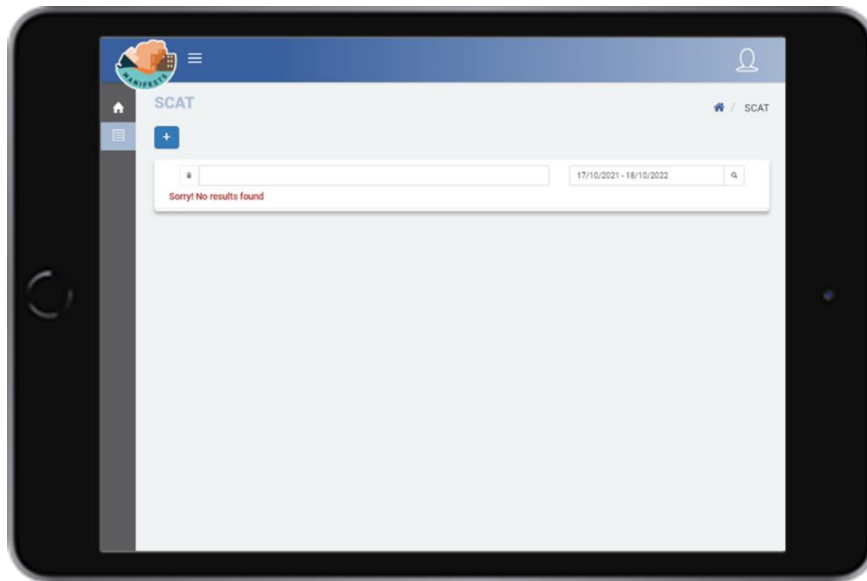 MANIFESTS
SCAT
/ SCAT
+
17/10/2021 - 18/10/2022
Sorry! No results found